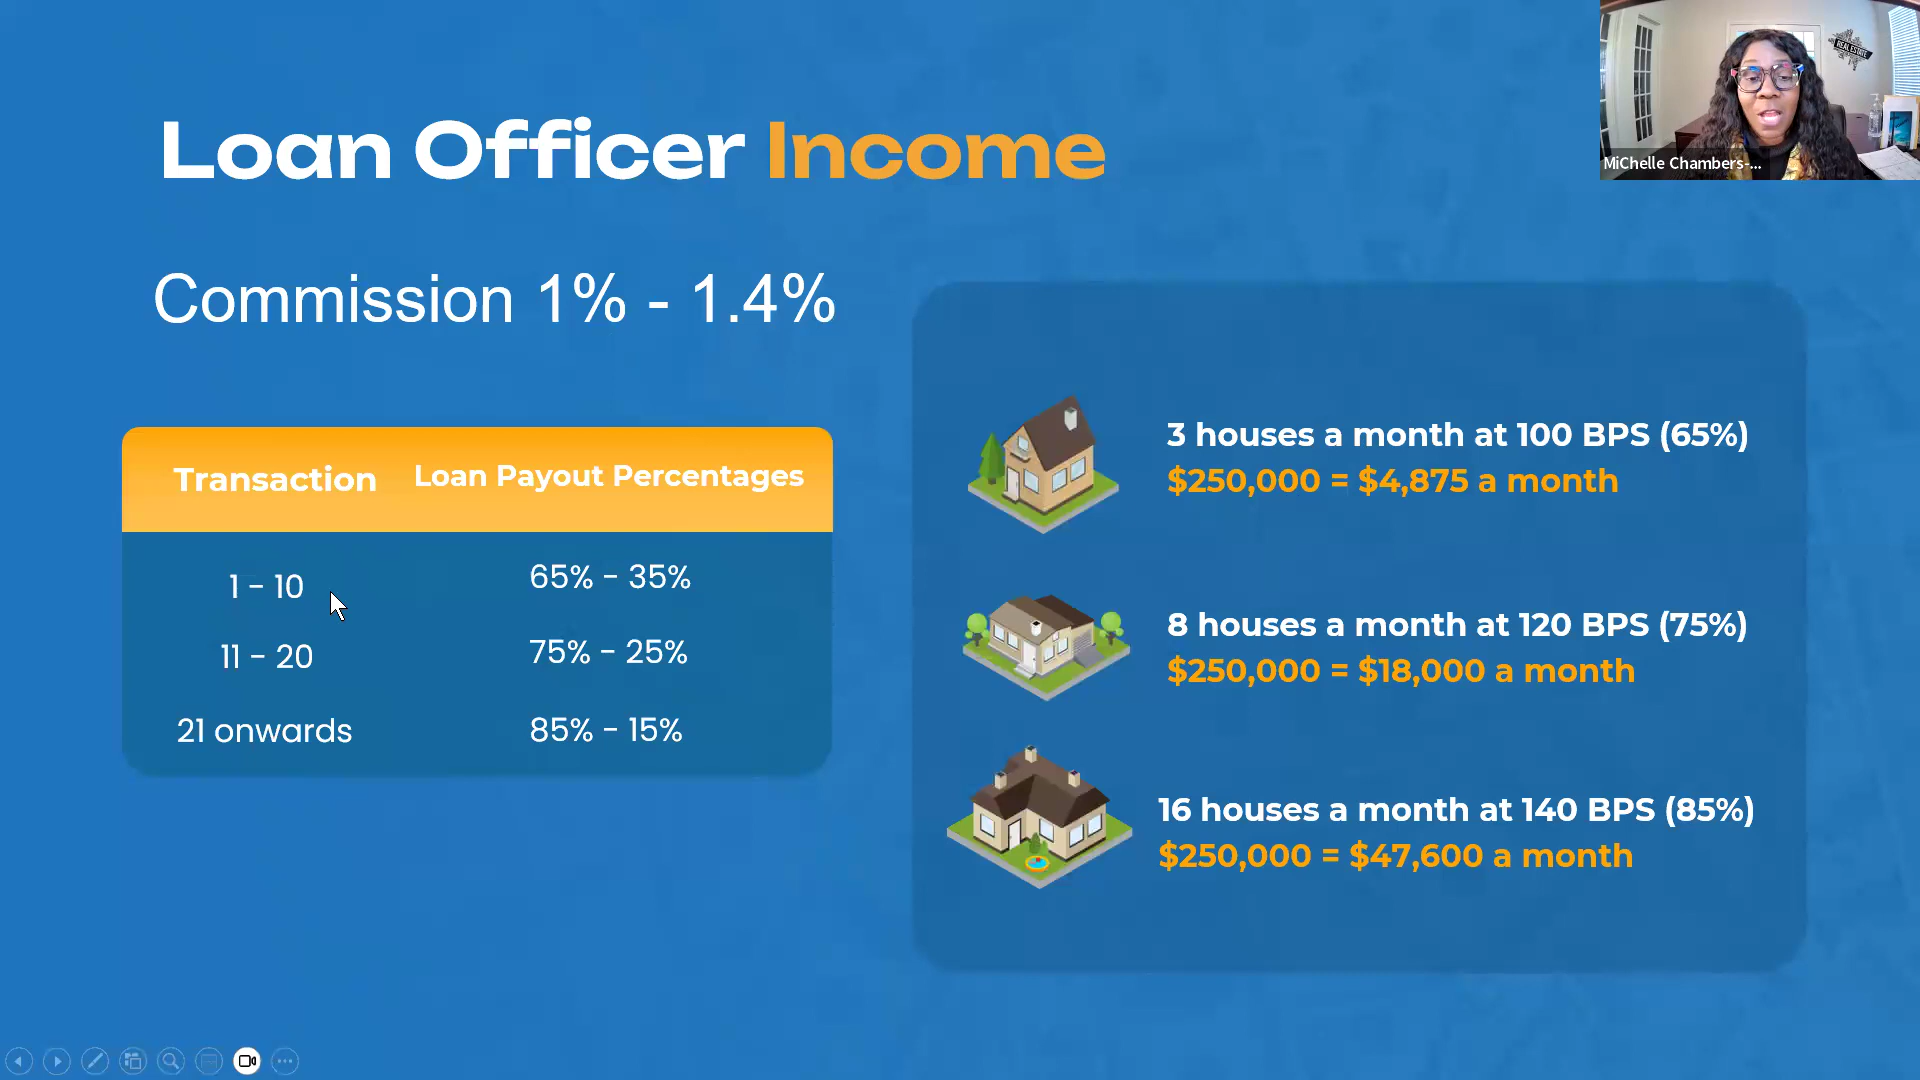 Loan Officer Income
Commission 1% - 1.4%
Transaction Loan Payout Percentages
1 - 10 65% - 35%
11 - 20 75% - 25%
21 onwards 85% - 15%
3 houses a month at 100 BPS (65%)
$250,000 = $4,875 a month
8 houses a month at 120 BPS (75%)
$250,000 = $18,000 a month
16 houses a month at 140 BPS (85%)
$250,000 = $47,600 a month
REAL ESTATE
MiChelle Chambers-...